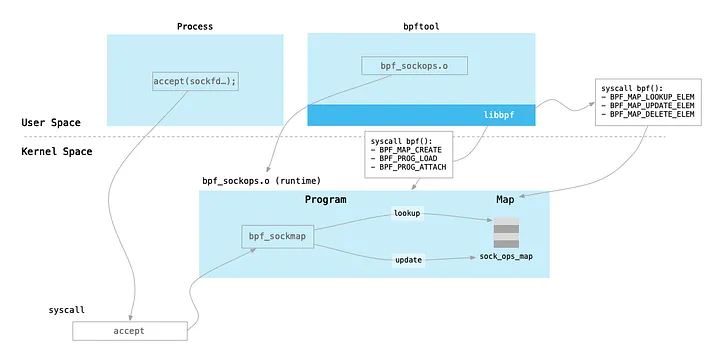 Process
bpftool
accept(sockfd…);
bpf_sockops.o
libbpf
syscall bpf():
- BPF_MAP_LOOKUP_ELEM
- BPF_MAP_UPDATE_ELEM
- BPF_MAP_DELETE_ELEM
User Space
Kernel Space
syscall bpf():
- BPF_MAP_CREATE
- BPF_PROG_LOAD
- BPF_PROG_ATTACH
bpf_sockops.o (runtime)
Program
Map
bpf_sockmap
lookup
update
sock_ops_map
syscall
accept